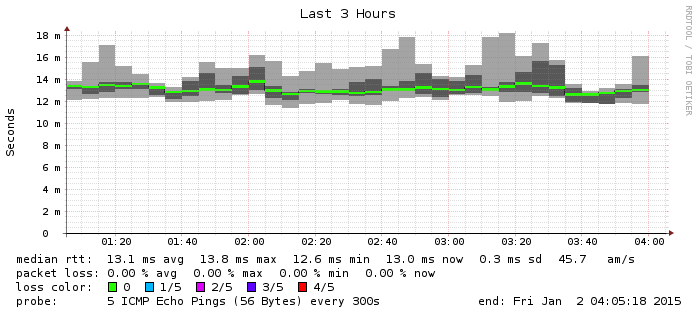 Last 3 Hours
RRDTOOL / TOBI OETIKER
Seconds
18 m
16 m
14 m
12 m
10 m
8 m
6 m
4 m
2 m
0
01:20 01:40 02:00 02:20 02:40 03:00 03:20 03:40 04:00
median rtt: 13.1 ms avg 13.8 ms max 12.6 ms min 13.0 ms now 0.3 ms sd 45.7 am/s
packet loss: 0.00 % avg 0.00 % max 0.00 % min 0.00 % now
loss color: 0 1/5 2/5 3/5 4/5
probe: 5 ICMP Echo Pings (56 Bytes) every 300s end: Fri Jan 2 04:05:18 2015